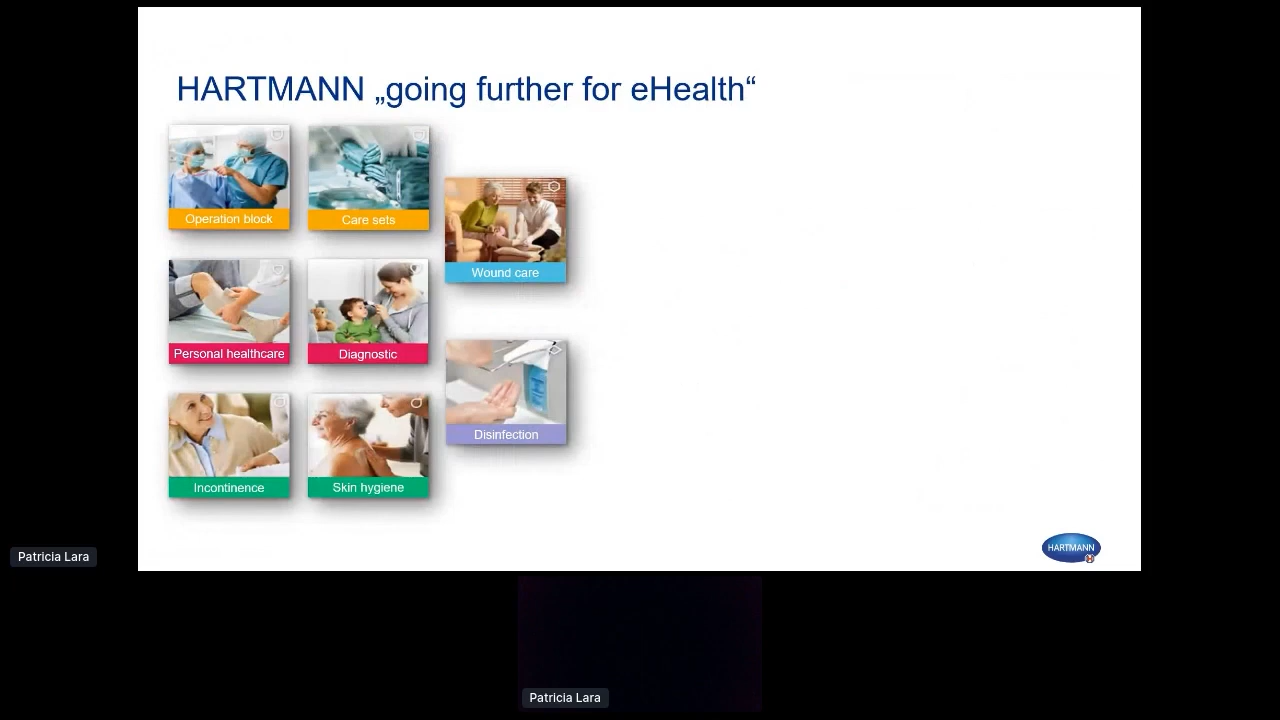 HARTMANN „going further for eHealth“
Operation block
Care sets
Wound care
Personal healthcare
Diagnostic
Disinfection
Incontinence
Skin hygiene
HARTMANN
Patricia Lara
Patricia Lara